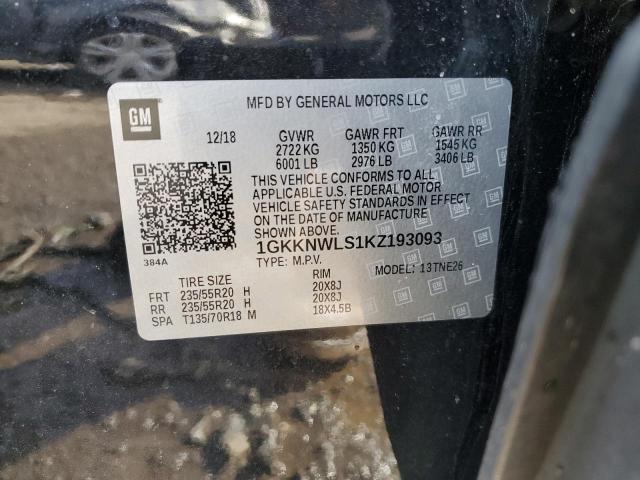 GM
MFD BY GENERAL MOTORS LLC
12/18 GVWR GAWR FRT GAWR RR
2722 KG 1350 KG 1545 KG
6001 LB 2976 LB 3406 LB
THIS VEHICLE CONFORMS TO ALL
APPLICABLE U.S. FEDERAL MOTOR
VEHICLE SAFETY STANDARDS IN EFFECT
ON THE DATE OF MANUFACTURE
SHOWN ABOVE.
1GKKNWLS1KZ193093
384A
TYPE: M.P.V. MODEL: 13TNE26
TIRE SIZE RIM
FRT 235/55R20 H 20X8J
RR 235/55R20 H 20X8J
SPA T135/70R18 M 18X4.5B